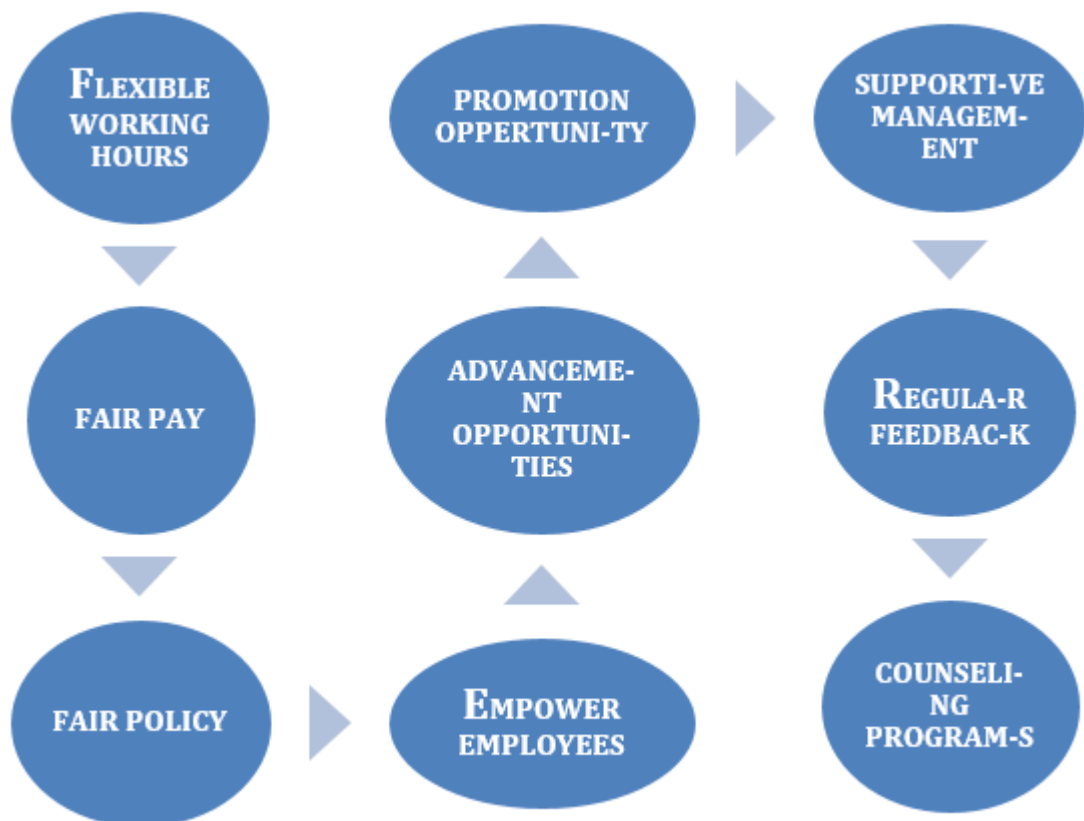 FLEXIBLE
WORKING
HOURS
FAIR PAY
FAIR POLICY
EMPOWER
EMPLOYEES
ADVANCEME-
NT
OPPORTUNI-
TIES
PROMOTION
OPPERTUNI-TY
SUPPORTI-VE
MANAGEM-
ENT
REGULA-R
FEEDBAC-K
COUNSELI-
NG
PROGRAM-S